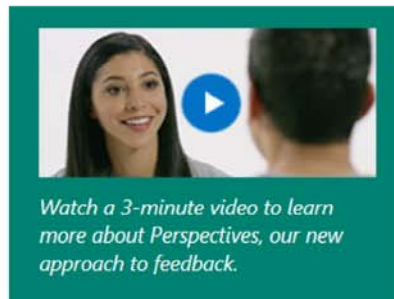 Watch a 3-minute video to learn
more about Perspectives, our new
approach to feedback.